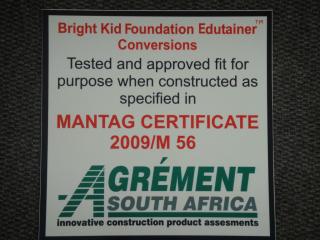 Bright Kid Foundation Edutainer™
Conversions
Tested and approved fit for
purpose when constructed as
specified in
MANTAG CERTIFICATE
2009/M 56
AGRÉMENT
SOUTH AFRICA
innovative construction product assesments